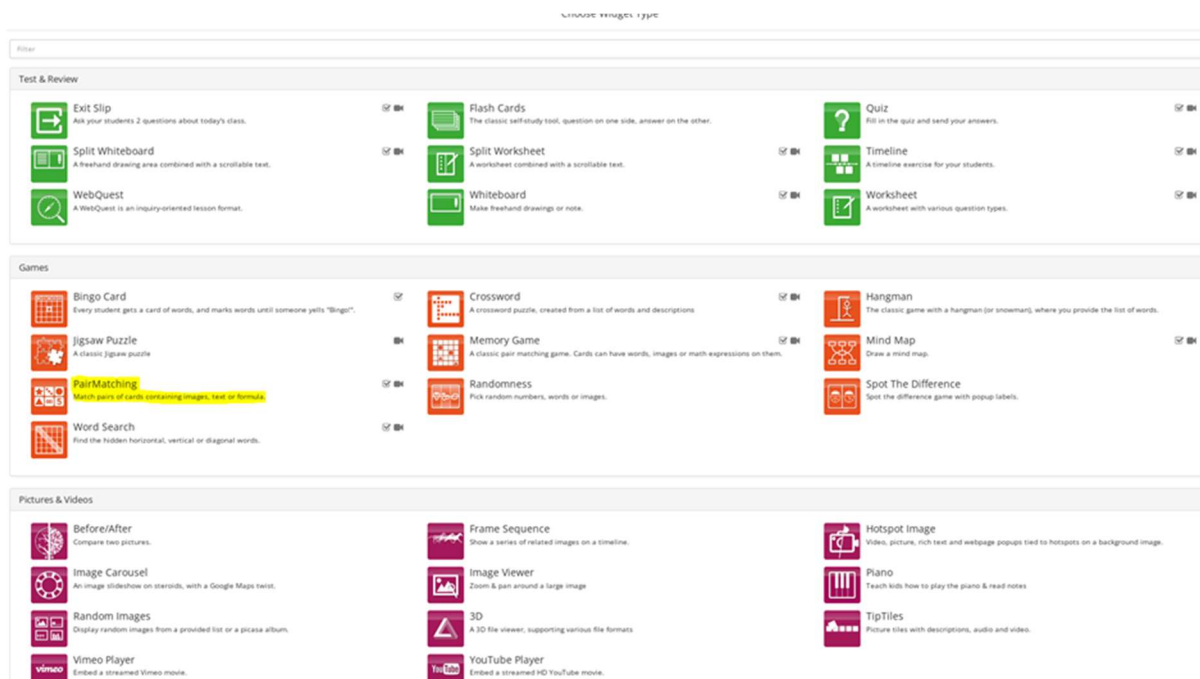 Choose Widget Type
Filter
Test & Review
Exit Slip
Ask your students 2 questions about today's class.
Flash Cards
The classic self-study tool, question on one side, answer on the other.
Quiz
Fill in the quiz and send your answers.
Split Whiteboard
A freehand drawing area combined with a scrollable text.
Split Worksheet
A worksheet combined with a scrollable text.
Timeline
A timeline exercise for your students.
WebQuest
A WebQuest is an inquiry-oriented lesson format.
Whiteboard
Make freehand drawings or note.
Worksheet
A worksheet with various question types.
Games
Bingo Card
Every student gets a card of words, and marks words until someone yells "Bingo!".
Crossword
A crossword puzzle, created from a list of words and descriptions
Hangman
The classic game with a hangman (or snowman), where you provide the list of words.
Jigsaw Puzzle
A classic Jigsaw puzzle
Memory Game
A classic pair matching game. Cards can have words, images or math expressions on them.
Mind Map
Draw a mind map.
PairMatching
Match pairs of cards containing images, text or formula.
Randomness
Pick random numbers, words or images.
Spot The Difference
Spot the difference game with popup labels.
Word Search
Find the hidden horizontal, vertical or diagonal words.
Pictures & Videos
Before/After
Compare two pictures.
Frame Sequence
Show a series of related images on a timeline.
Hotspot Image
Video, picture, rich text and webpage popups tied to hotspots on a background image.
Image Carousel
An image slideshow on steroids, with a Google Maps twist.
Image Viewer
Zoom & pan around a large image
Piano
Teach kids how to play the piano & read notes
Random Images
Display random images from a provided list or a picasa album.
3D
A 3D file viewer, supporting various file formats
TipTiles
Picture tiles with descriptions, audio and video.
vimeo
Vimeo Player
Embed a streamed Vimeo movie.
YouTube
YouTube Player
Embed a streamed HD YouTube movie.